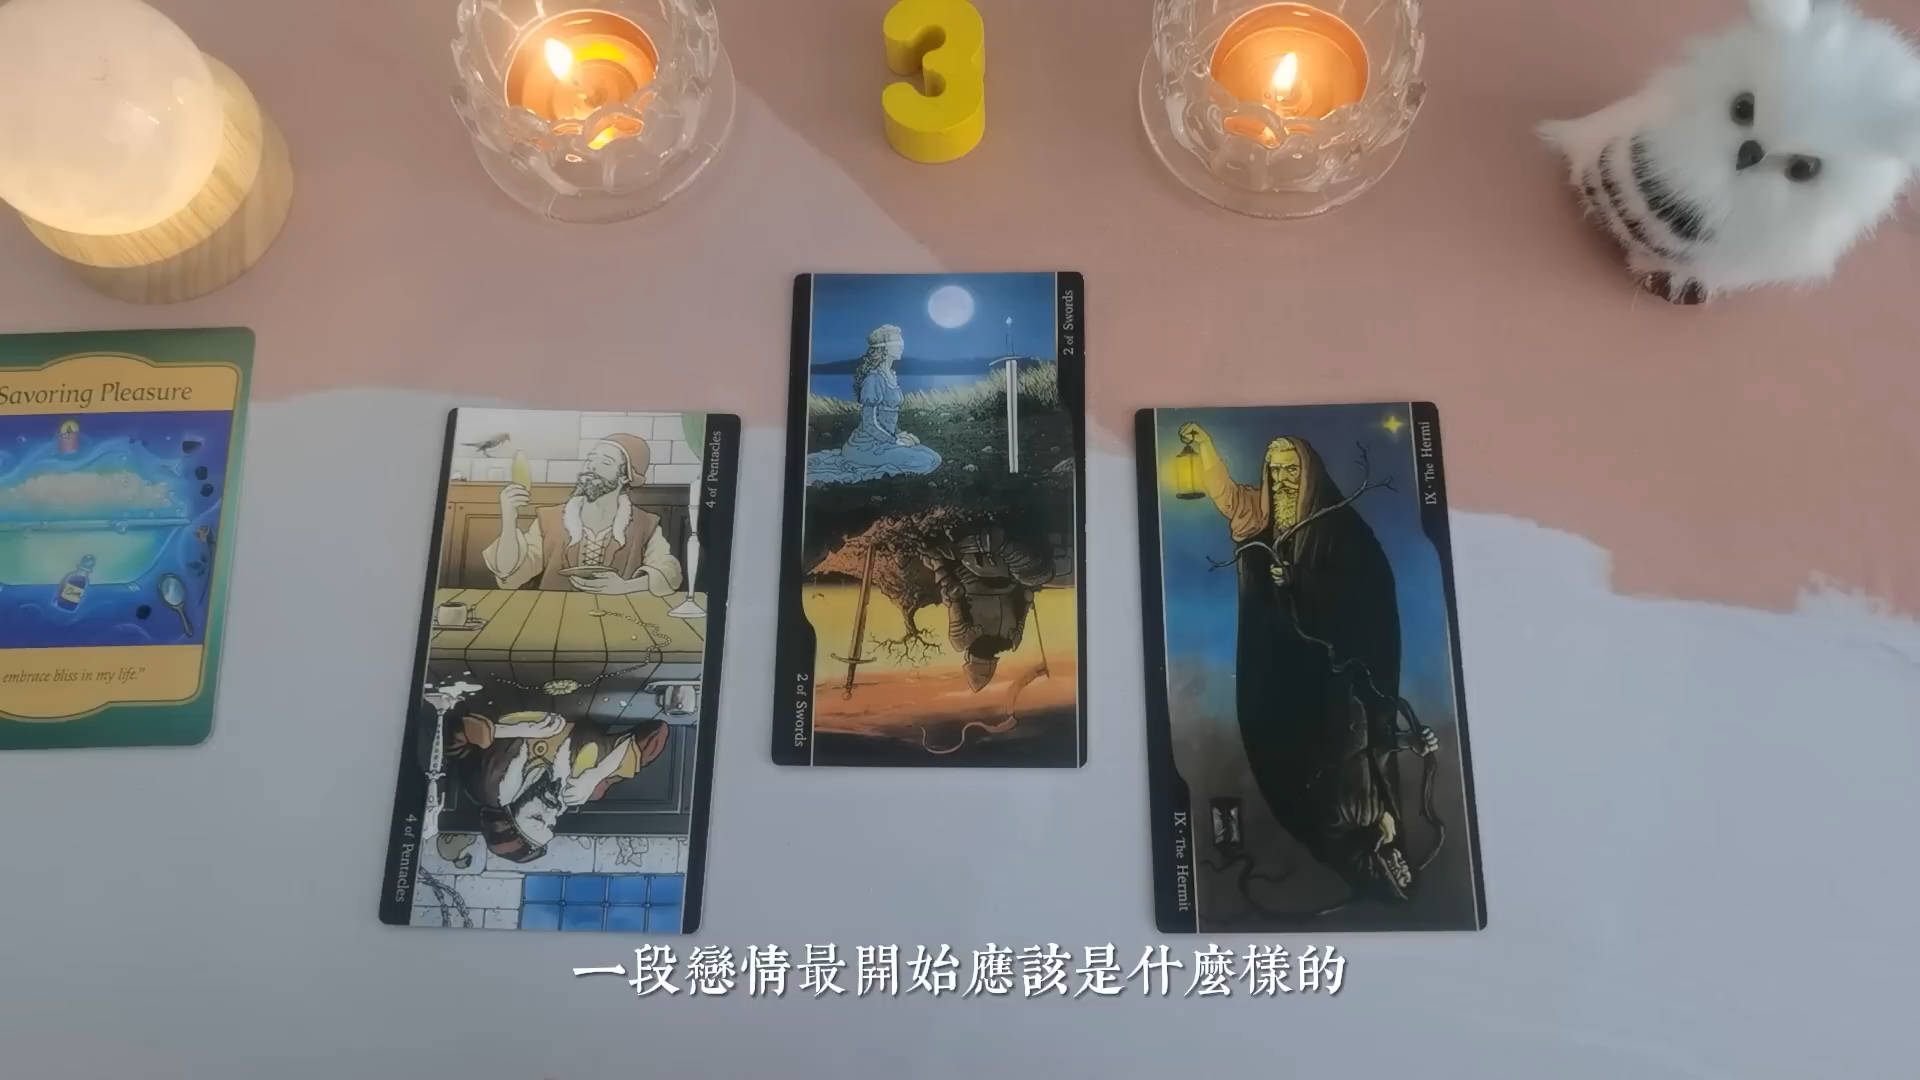 3
Savoring Pleasure
embrace bliss in my life."
4 of Pentacles
4 of Pentacles
2 of Swords
2 of Swords
IX · The Hermi
IX · The Hermit
一段戀情最開始應該是什麼樣的